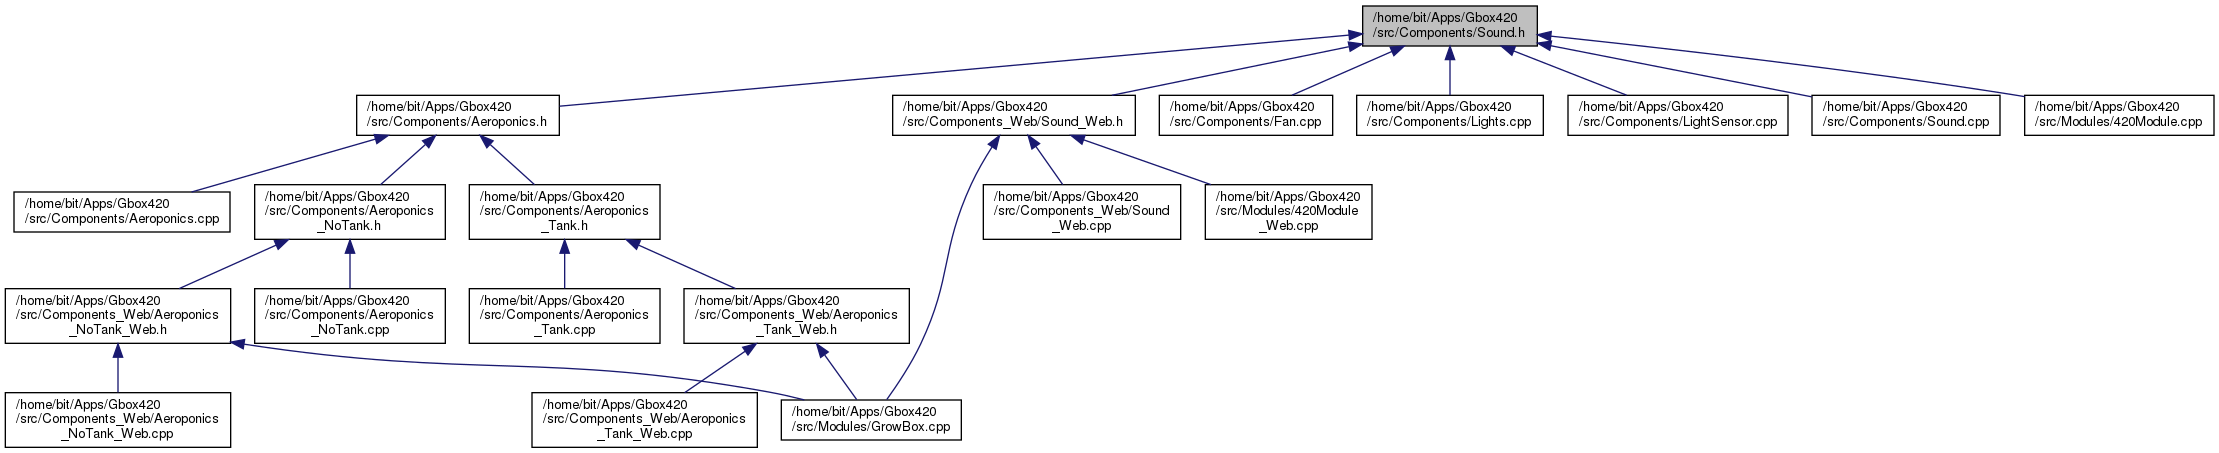 /home/bit/Apps/Gbox420
/src/Components/Sound.h
/home/bit/Apps/Gbox420
/src/Components/Aeroponics.h
/home/bit/Apps/Gbox420
/src/Components_Web/Sound_Web.h
/home/bit/Apps/Gbox420
/src/Components/Fan.cpp
/home/bit/Apps/Gbox420
/src/Components/Lights.cpp
/home/bit/Apps/Gbox420
/src/Components/LightSensor.cpp
/home/bit/Apps/Gbox420
/src/Components/Sound.cpp
/home/bit/Apps/Gbox420
/src/Modules/420Module.cpp
/home/bit/Apps/Gbox420
/src/Components/Aeroponics.cpp
/home/bit/Apps/Gbox420
/src/Components/Aeroponics
_NoTank.h
/home/bit/Apps/Gbox420
/src/Components/Aeroponics
_Tank.h
/home/bit/Apps/Gbox420
/src/Components_Web/Sound
_Web.cpp
/home/bit/Apps/Gbox420
/src/Modules/420Module
_Web.cpp
/home/bit/Apps/Gbox420
/src/Components_Web/Aeroponics
_NoTank_Web.h
/home/bit/Apps/Gbox420
/src/Components/Aeroponics
_NoTank.cpp
/home/bit/Apps/Gbox420
/src/Components/Aeroponics
_Tank.cpp
/home/bit/Apps/Gbox420
/src/Components_Web/Aeroponics
_Tank_Web.h
/home/bit/Apps/Gbox420
/src/Components_Web/Aeroponics
_NoTank_Web.cpp
/home/bit/Apps/Gbox420
/src/Components_Web/Aeroponics
_Tank_Web.cpp
/home/bit/Apps/Gbox420
/src/Modules/GrowBox.cpp